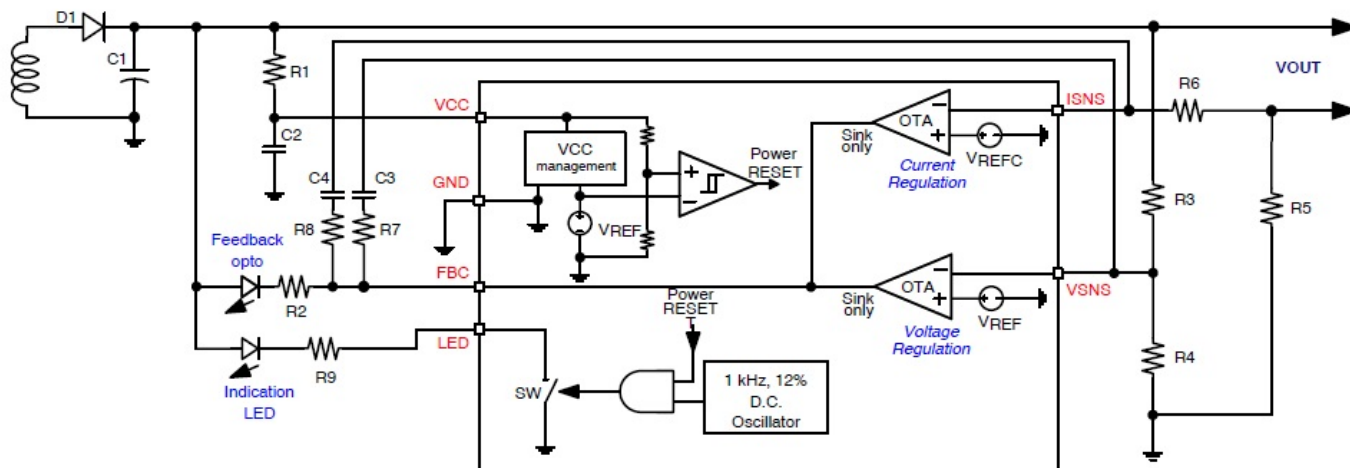 D1
C1
R1
C2
C4
C3
R8
R7
Feedback
opto
R2
Indication
LED
R9
VCC
GND
FBC
LED
VCC
management
VREF
+
−
Power
RESET
Sink
only
OTA
−
+
Current
Regulation
VREFC
ISNS
R6
VOUT
R3
R5
Sink
only
OTA
−
+
Voltage
Regulation
VREF
VSNS
R4
Power
RESET
SW
1 kHz, 12%
D.C.
Oscillator